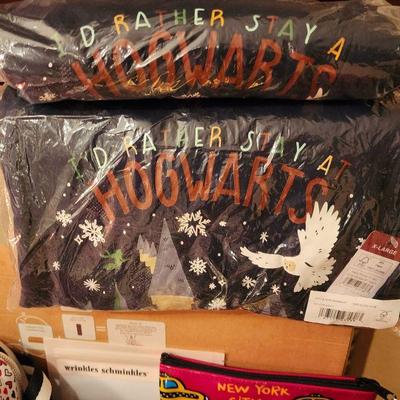 I'D RATHER STAY A
HOGWARTS
I'D RATHER STAY AT
HOGWARTS
X-LARGE
wrinkles schminkles
NEW YORK